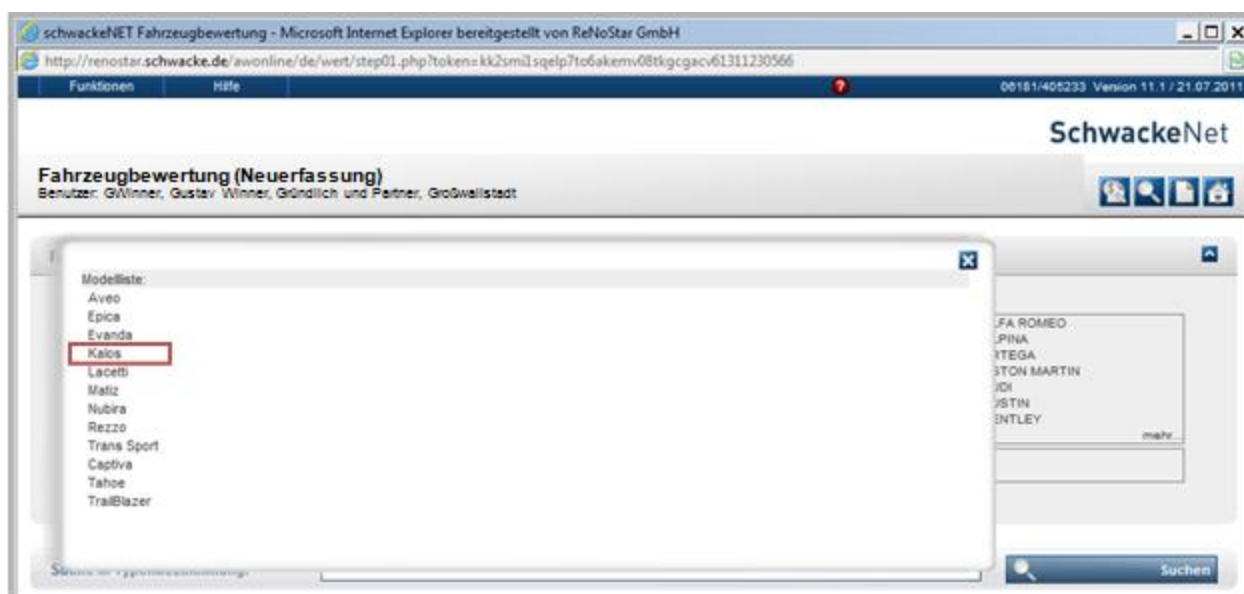 schwackeNET Fahrzeugbewertung - Microsoft Internet Explorer bereitgestellt von ReNoStar GmbH
http://renostar.schwacke.de/awonline/de/wert/step01.php?token=kk2smi1sqelp7to6akemv08tkgcgacv61311230566
Funktionen Hilfe ? 06181/405233 Version 11.1 / 21.07.2011
SchwackeNet
Fahrzeugbewertung (Neuerfassung)
Benutzer: GWinner, Gustav Winner, Gründlich und Partner, Großwallstadt
Modelliste:
Aveo
Epica
Evanda
Kalos
Lacetti
Matiz
Nubira
Rezzo
Trans Sport
Captiva
Tahoe
TrailBlazer
LFA ROMEO
LPINA
RTEGA
STON MARTIN
UDI
USTIN
ENTLEY
mehr...
Suchen